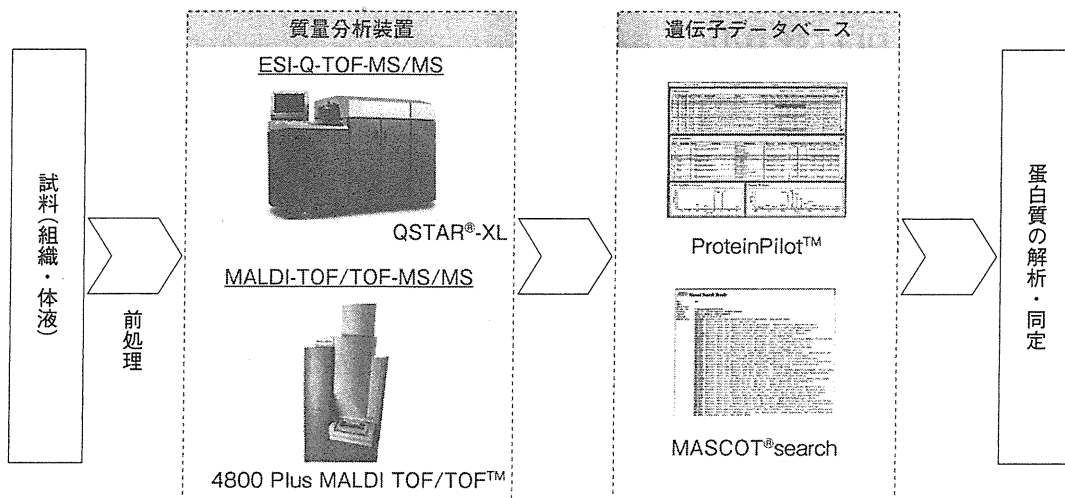 試料(組織・体液)
前処理
質量分析装置
ESI-Q-TOF-MS/MS
QSTAR®-XL
MALDI-TOF/TOF-MS/MS
4800 Plus MALDI TOF/TOF™
遺伝子データベース
ProteinPilot™
MASCOT®search
蛋白質の解析・同定